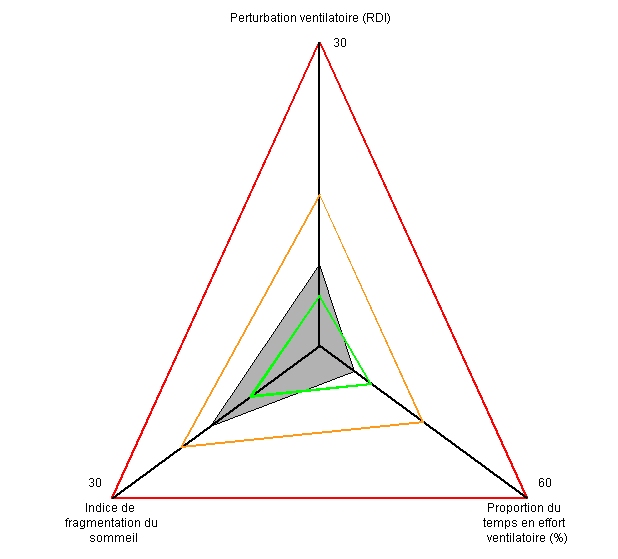 Perturbation ventilatoire (RDI)
30
30
60
Indice de
fragmentation du
sommeil
Proportion du
temps en effort
ventilatoire (%)